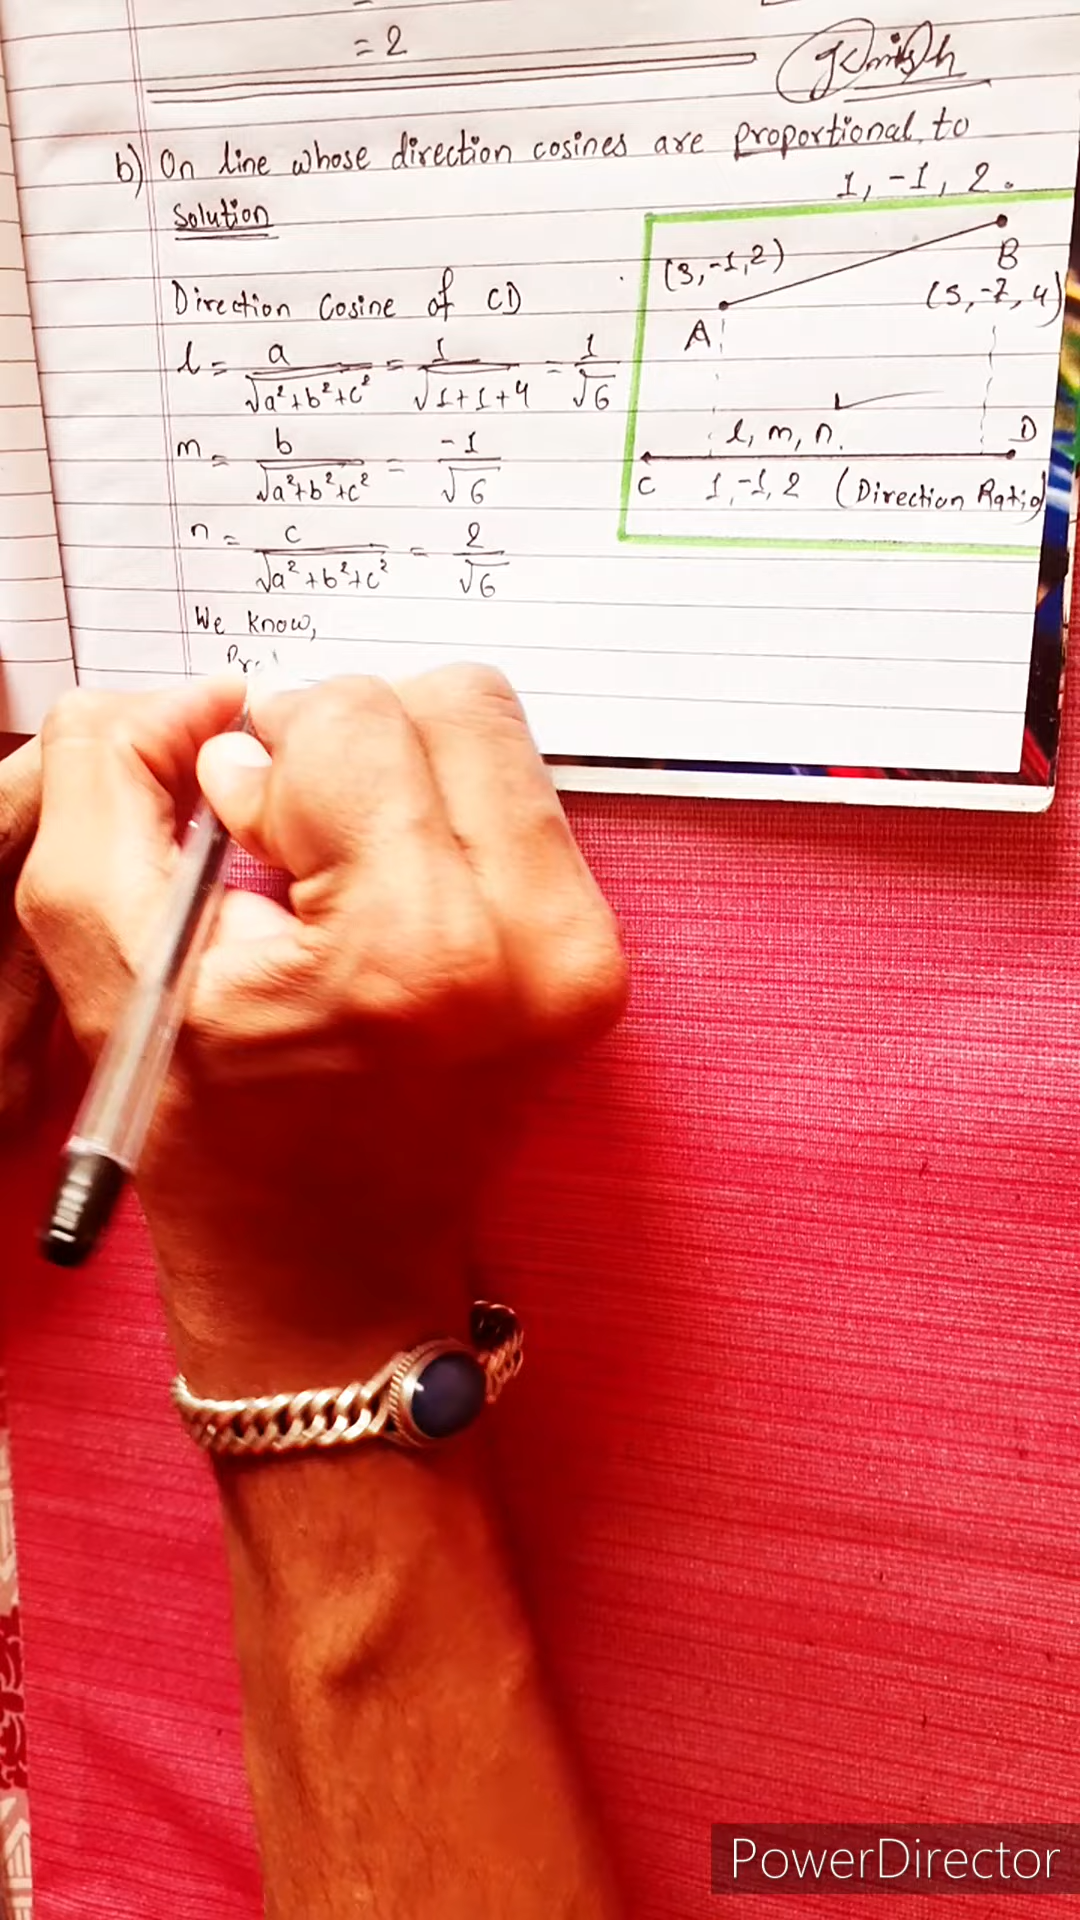 = 2
b) On line whose direction cosines are proportional to
1, -1, 2.
Solution
Direction Cosine of CD
l = a/√a²+b²+c² = 1/√1+1+4 = 1/√6
m = b/√a²+b²+c² = -1/√6
n = c/√a²+b²+c² = 2/√6
We know,
(3,-1,2)
B
(5,-7,4)
A
l, m, n.
D
C 1,-1,2 (Direction Ratio)
PowerDirector